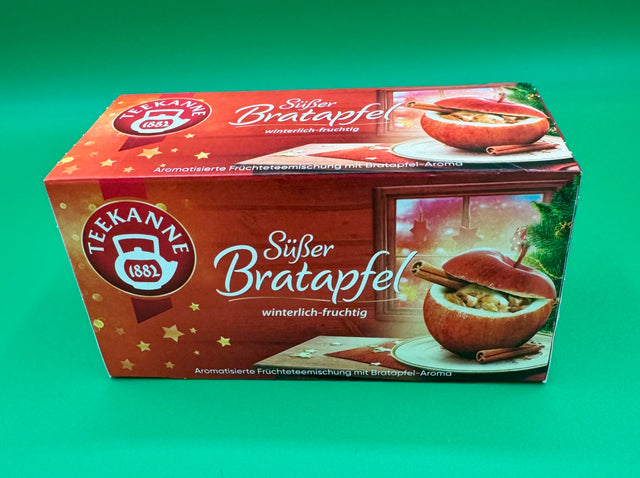 TEEKANNE
1882
Süßer
Bratapfel
winterlich-fruchtig
Aromatisierte Früchteteemischung mit Bratapfel-Aroma
TEEKANNE
1882
Süßer
Bratapfel
winterlich-fruchtig
Aromatisierte Früchteteemischung mit Bratapfel-Aroma